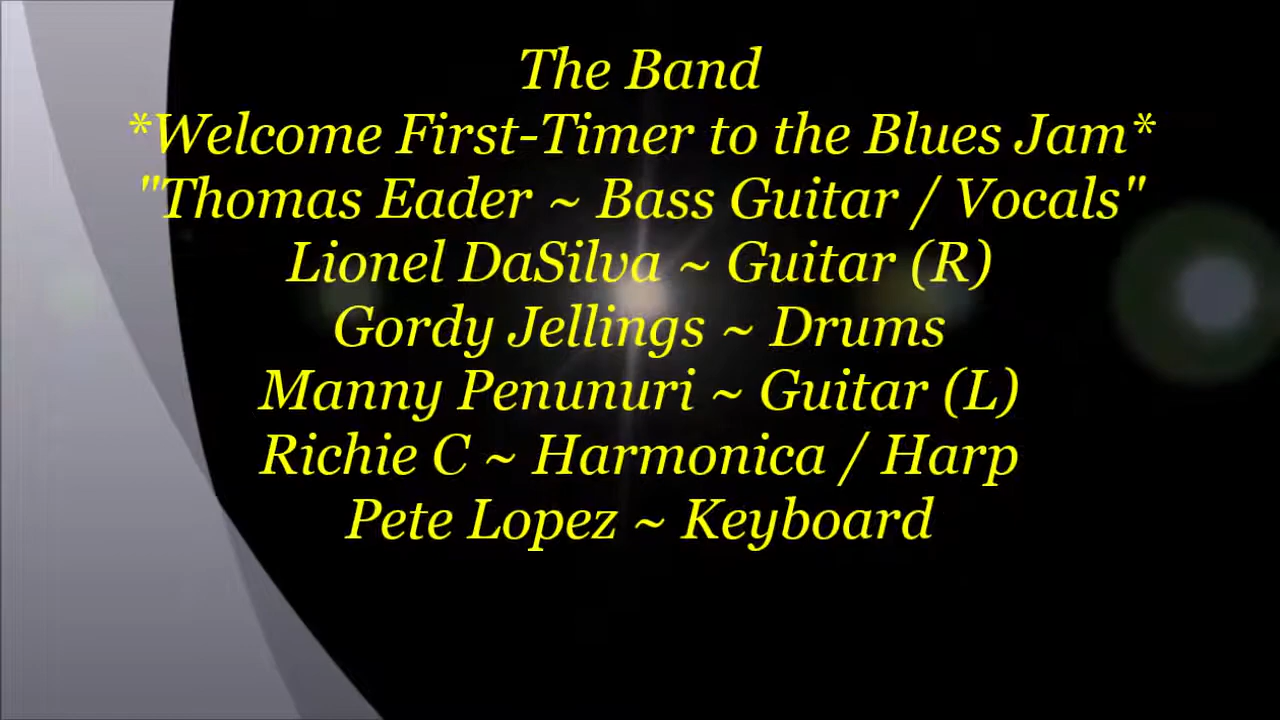 The Band
*Welcome First-Timer to the Blues Jam*
"Thomas Eader ~ Bass Guitar / Vocals"
Lionel DaSilva ~ Guitar (R)
Gordy Jellings ~ Drums
Manny Penunuri ~ Guitar (L)
Richie C ~ Harmonica / Harp
Pete Lopez ~ Keyboard